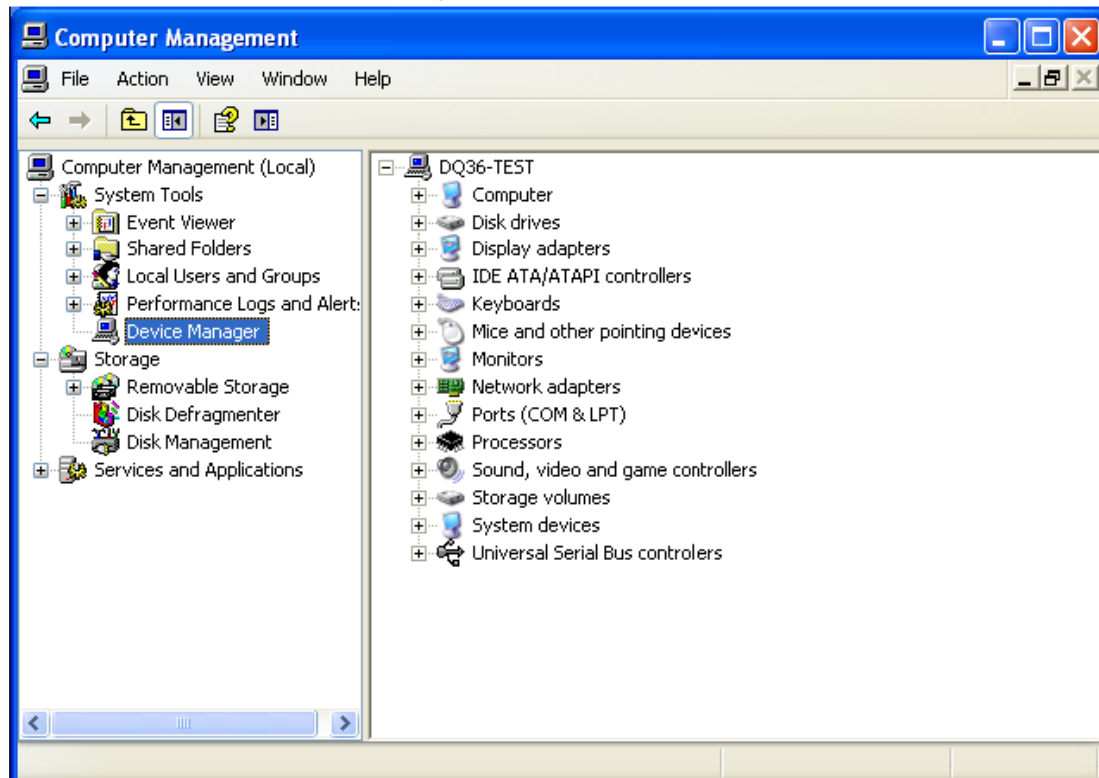 Computer Management
File Action View Window Help
Computer Management (Local)
System Tools
Event Viewer
Shared Folders
Local Users and Groups
Performance Logs and Alert:
Device Manager
Storage
Removable Storage
Disk Defragmenter
Disk Management
Services and Applications
DQ36-TEST
Computer
Disk drives
Display adapters
IDE ATA/ATAPI controllers
Keyboards
Mice and other pointing devices
Monitors
Network adapters
Ports (COM & LPT)
Processors
Sound, video and game controllers
Storage volumes
System devices
Universal Serial Bus controlers